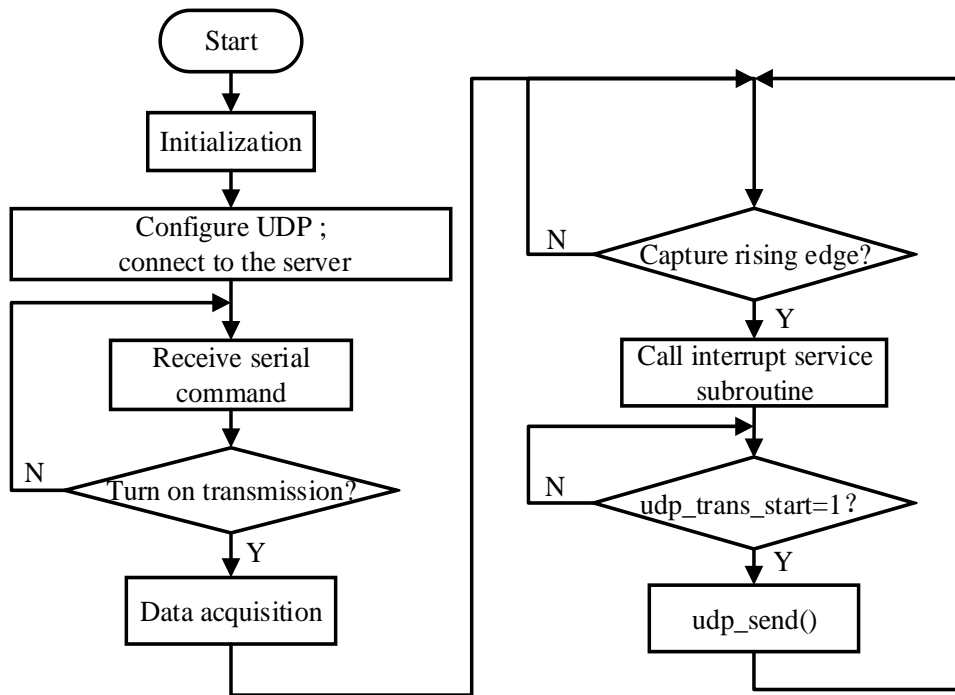 Start
Initialization
Configure UDP ;
connect to the server
Receive serial
command
N
Turn on transmission?
Y
Data acquisition
N
Capture rising edge?
Y
Call interrupt service
subroutine
N
udp_trans_start=1?
Y
udp_send()